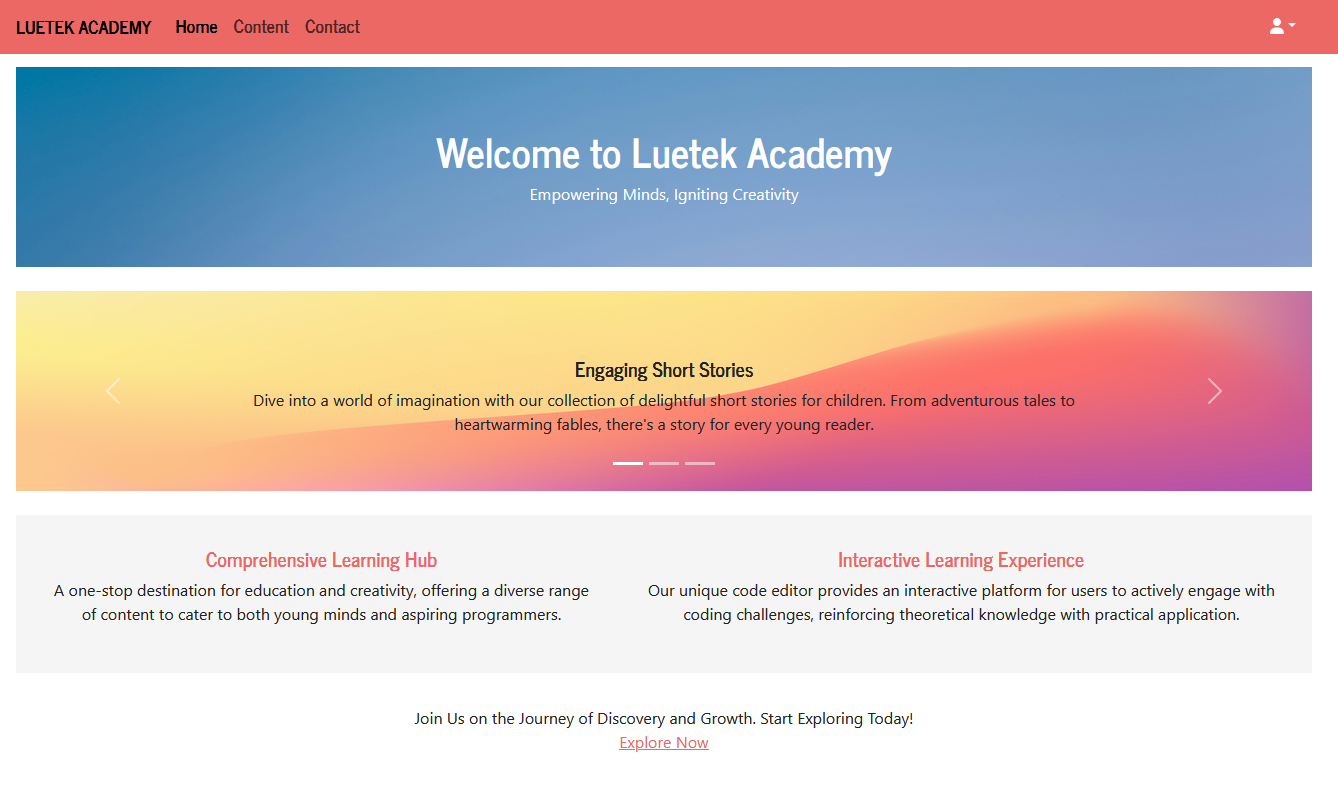 LUETEK ACADEMY Home Content Contact
Welcome to Luetek Academy
Empowering Minds, Igniting Creativity
Engaging Short Stories
Dive into a world of imagination with our collection of delightful short stories for children. From adventurous tales to
heartwarming fables, there's a story for every young reader.
Comprehensive Learning Hub
A one-stop destination for education and creativity, offering a diverse range
of content to cater to both young minds and aspiring programmers.
Interactive Learning Experience
Our unique code editor provides an interactive platform for users to actively engage with
coding challenges, reinforcing theoretical knowledge with practical application.
Join Us on the Journey of Discovery and Growth. Start Exploring Today!
Explore Now